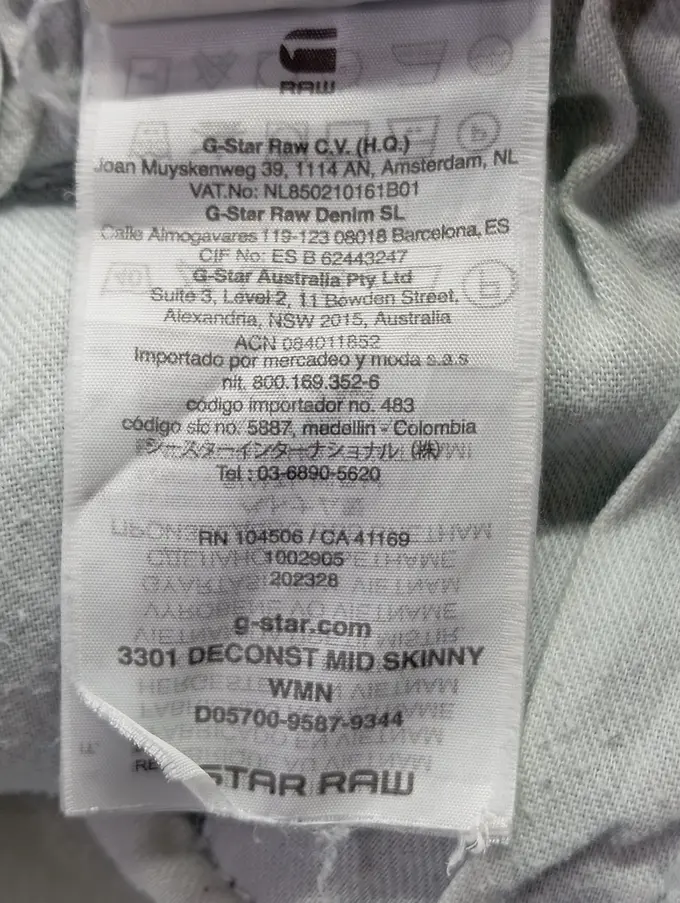 RAW
G-Star Raw C.V. (H.Q.)
Joan Muyskenweg 39, 1114 AN, Amsterdam, NL
VAT.No: NL850210161B01
G-Star Raw Denim SL
Calle Almogavares 119-123 08018 Barcelona, ES
CIF No: ES B 62443247
G-Star Australia Pty Ltd
Suite 3, Level 2, 11 Bowden Street,
Alexandria, NSW 2015, Australia
ACN 084011852
Importado por mercadeo y moda s.a.s
nit. 800.169.352-6
código importador no. 483
código sic no. 5887, medellin - Colombia
ジースターインターナショナル (株)
Tel : 03-6890-5620
RN 104506 / CA 41169
1002905
202328
g-star.com
3301 DECONST MID SKINNY
WMN
D05700-9587-9344
STAR RAW